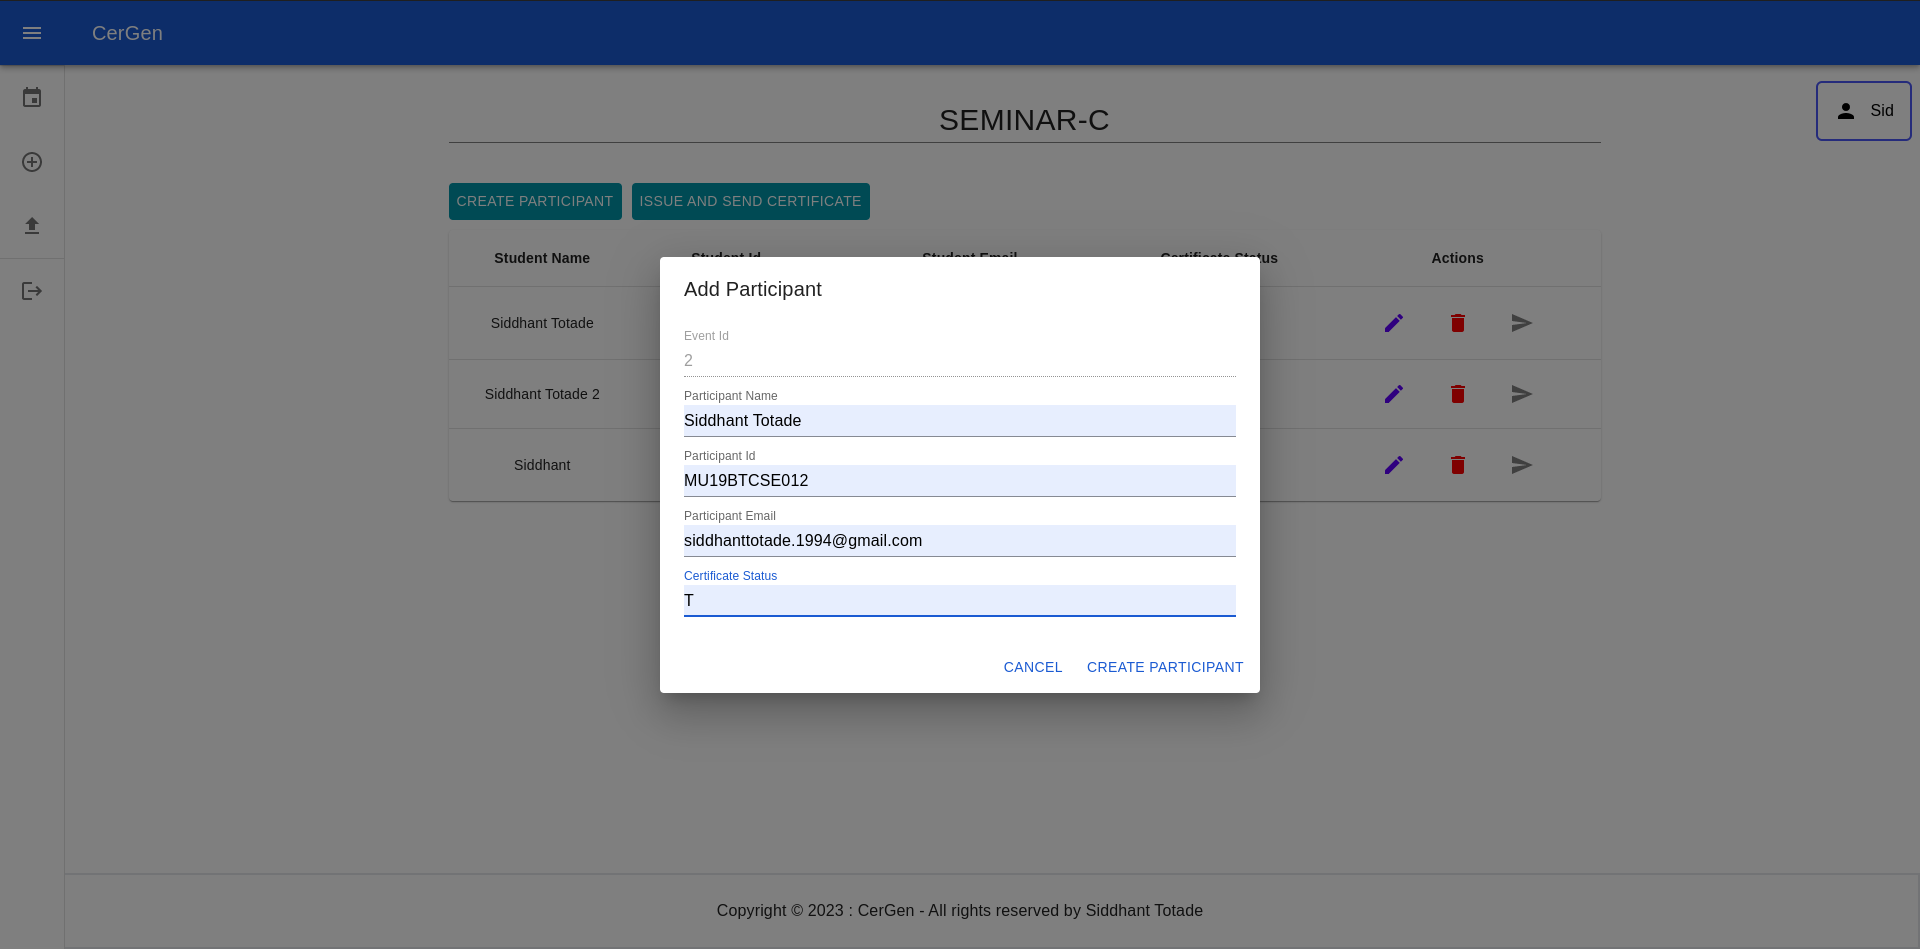 CerGen
Sid
SEMINAR-C
CREATE PARTICIPANT ISSUE AND SEND CERTIFICATE
Student Name Student Id Student Email Certificate Status Actions
Siddhant Totade
Siddhant Totade 2
Siddhant
Add Participant
Event Id
2
Participant Name
Siddhant Totade
Participant Id
MU19BTCSE012
Participant Email
siddhanttotade.1994@gmail.com
Certificate Status
T
CANCEL CREATE PARTICIPANT
Copyright © 2023 : CerGen - All rights reserved by Siddhant Totade